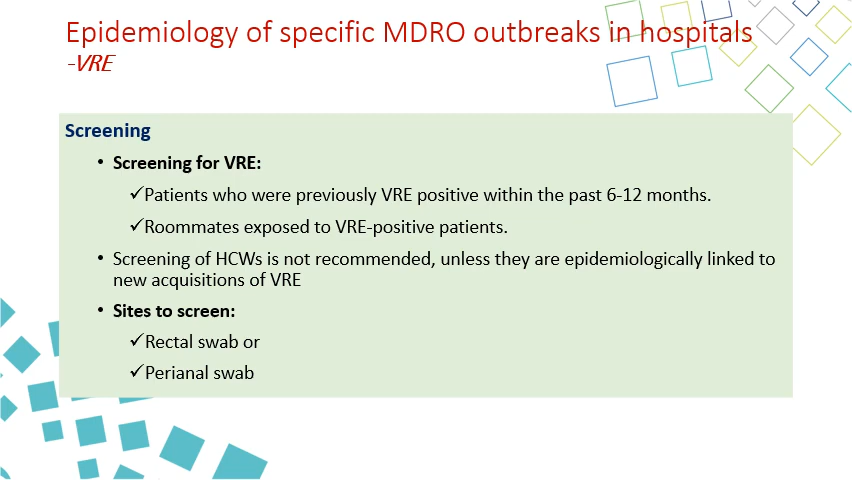 Epidemiology of specific MDRO outbreaks in hospitals
-VRE
Screening
• Screening for VRE:
✓Patients who were previously VRE positive within the past 6-12 months.
✓Roommates exposed to VRE-positive patients.
• Screening of HCWs is not recommended, unless they are epidemiologically linked to
new acquisitions of VRE
• Sites to screen:
✓Rectal swab or
✓Perianal swab